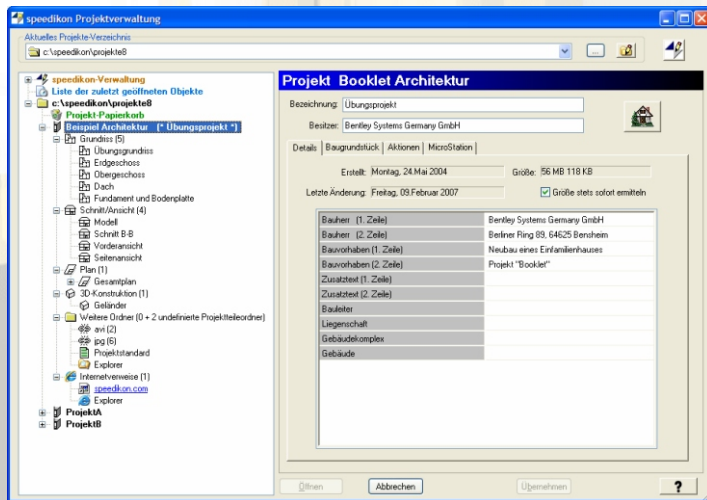 speedikon Projektverwaltung
Aktuelles Projekte-Verzeichnis
c:\speedikon\projekte8
...
speedikon-Verwaltung
Liste der zuletzt geöffneten Objekte
c:\speedikon\projekte8
Projekt-Papierkorb
Beispiel Architektur (* Übungsprojekt *)
Grundriss (5)
Übungsgrundriss
Erdgeschoss
Obergeschoss
Dach
Fundament und Bodenplatte
Schnitt/Ansicht (4)
Modell
Schnitt B-B
Vorderansicht
Seitenansicht
Plan (1)
Gesamtplan
3D-Konstruktion (1)
Geländer
Weitere Ordner (0 + 2 undefinierte Projektteileordner)
avi (2)
jpg (6)
Projektstandard
Explorer
Internetverweise (1)
speedikon.com
Explorer
ProjektA
ProjektB
Projekt Booklet Architektur
Bezeichnung: Übungsprojekt
Besitzer: Bentley Systems Germany GmbH
Details Baugrundstück Aktionen MicroStation
Erstellt: Montag, 24.Mai 2004 Größe: 56 MB 118 KB
Letzte Änderung: Freitag, 09.Februar 2007 Größe stets sofort ermitteln
Bauherr (1. Zeile) Bentley Systems Germany GmbH
Bauherr (2. Zeile) Berliner Ring 89, 64625 Bensheim
Bauvorhaben (1. Zeile) Neubau eines Einfamilienhauses
Bauvorhaben (2. Zeile) Projekt "Booklet"
Zusatztext (1. Zeile)
Zusatztext (2. Zeile)
Bauleiter
Liegenschaft
Gebäudekomplex
Gebäude
Öffnen Abbrechen Übernehmen ?